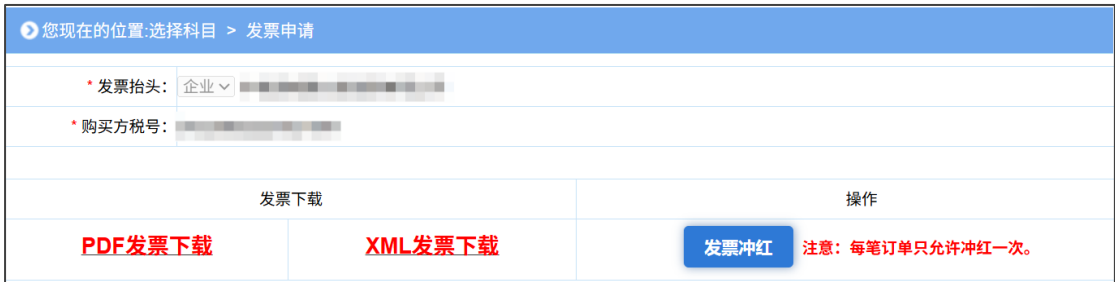 您现在的位置:选择科目 > 发票申请
* 发票抬头： 企业
* 购买方税号：
发票下载 操作
PDF发票下载 XML发票下载 发票冲红 注意：每笔订单只允许冲红一次。